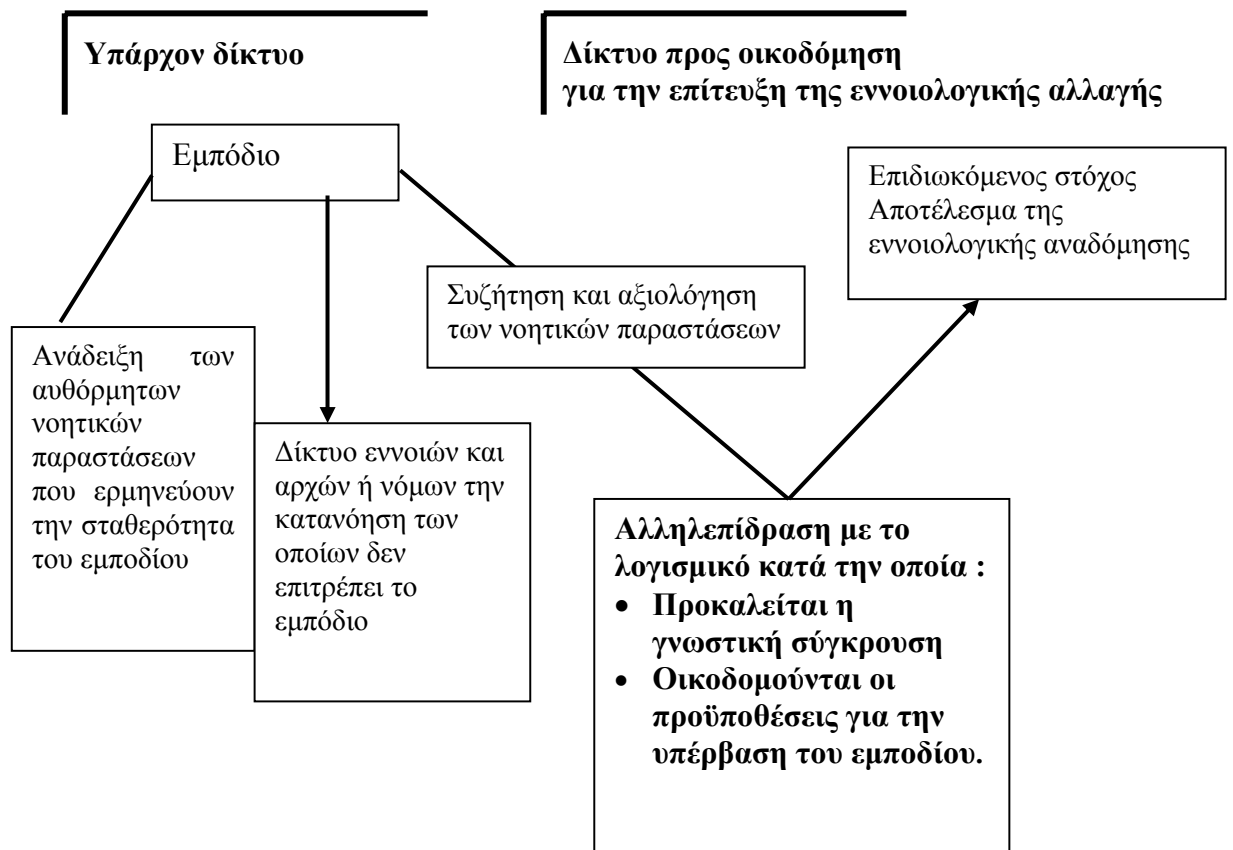 Υπάρχον δίκτυο
Δίκτυο προς οικοδόμηση
για την επίτευξη της εννοιολογικής αλλαγής
Εμπόδιο
Επιδιωκόμενος στόχος
Αποτέλεσμα της
εννοιολογικής αναδόμησης
Συζήτηση και αξιολόγηση
των νοητικών παραστάσεων
Ανάδειξη των
αυθόρμητων
νοητικών
παραστάσεων
που ερμηνεύουν
την σταθερότητα
του εμποδίου
Δίκτυο εννοιών και
αρχών ή νόμων την
κατανόηση των
οποίων δεν
επιτρέπει το
εμπόδιο
Αλληλεπίδραση με το
λογισμικό κατά την οποία :
• Προκαλείται η
γνωστική σύγκρουση
• Οικοδομούνται οι
προϋποθέσεις για την
υπέρβαση του εμποδίου.